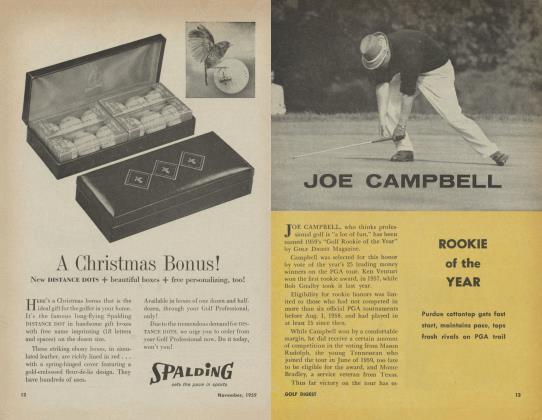 A Christmas Bonus!
New DISTANCE DOTS + beautiful boxes + free personalizing, too!
HERE's a Christmas bonus that is the
ideal gift for the golfer in your home.
It's the famous long-flying Spalding
DISTANCE DOT in handsome gift boxes
with free name imprinting (18 letters
and spaces) on the dozen size.
These striking showy boxes, in simu-
lated leather, are richly lined in red . . .
with a spring-hinged cover featuring a
gold-embossed fleur-de-lis design. They
have hundreds of uses.
Available in boxes of one dozen and half-
dozen, through your Golf Professional,
only!
Due to the tremendous demand for DIS-
TANCE DOTS, we urge you to order from
your Golf Professional now. Do it today,
won't you!
SPALDING
sets the pace in sports
12
November, 1959
JOE CAMPBELL
JOE CAMPBELL, who thinks profes-
sional golf is "a lot of fun," has been
named 1959's "Golf Rookie of the Year"
by GOLF DIGEST Magazine.
Campbell was selected for this honor
by vote of the year's 25 leading money
winners on the PGA tour. Ken Venturi
won the first rookie award, in 1957, while
Bob Goalby took it last year.
Eligibility for rookie honors was lim-
ited to those who had not competed in
more than six official PGA tournaments
before Aug. 1, 1958, and had played in
at least 15 since then.
While Campbell won by a comfortable
margin, he did receive a certain amount
of competition in the voting from Mason
Rudolph, the young Tennessean who
joined the tour in June of 1959, too late
to be eligible for the award, and Monte
Bradley, a service veteran from Texas.
Thus far victory on the tour has es-
ROOKIE
of the
YEAR
Purdue cottontop gets fast
start, maintains pace, tops
fresh rivals on PGA trail
GOLF DIGEST
13